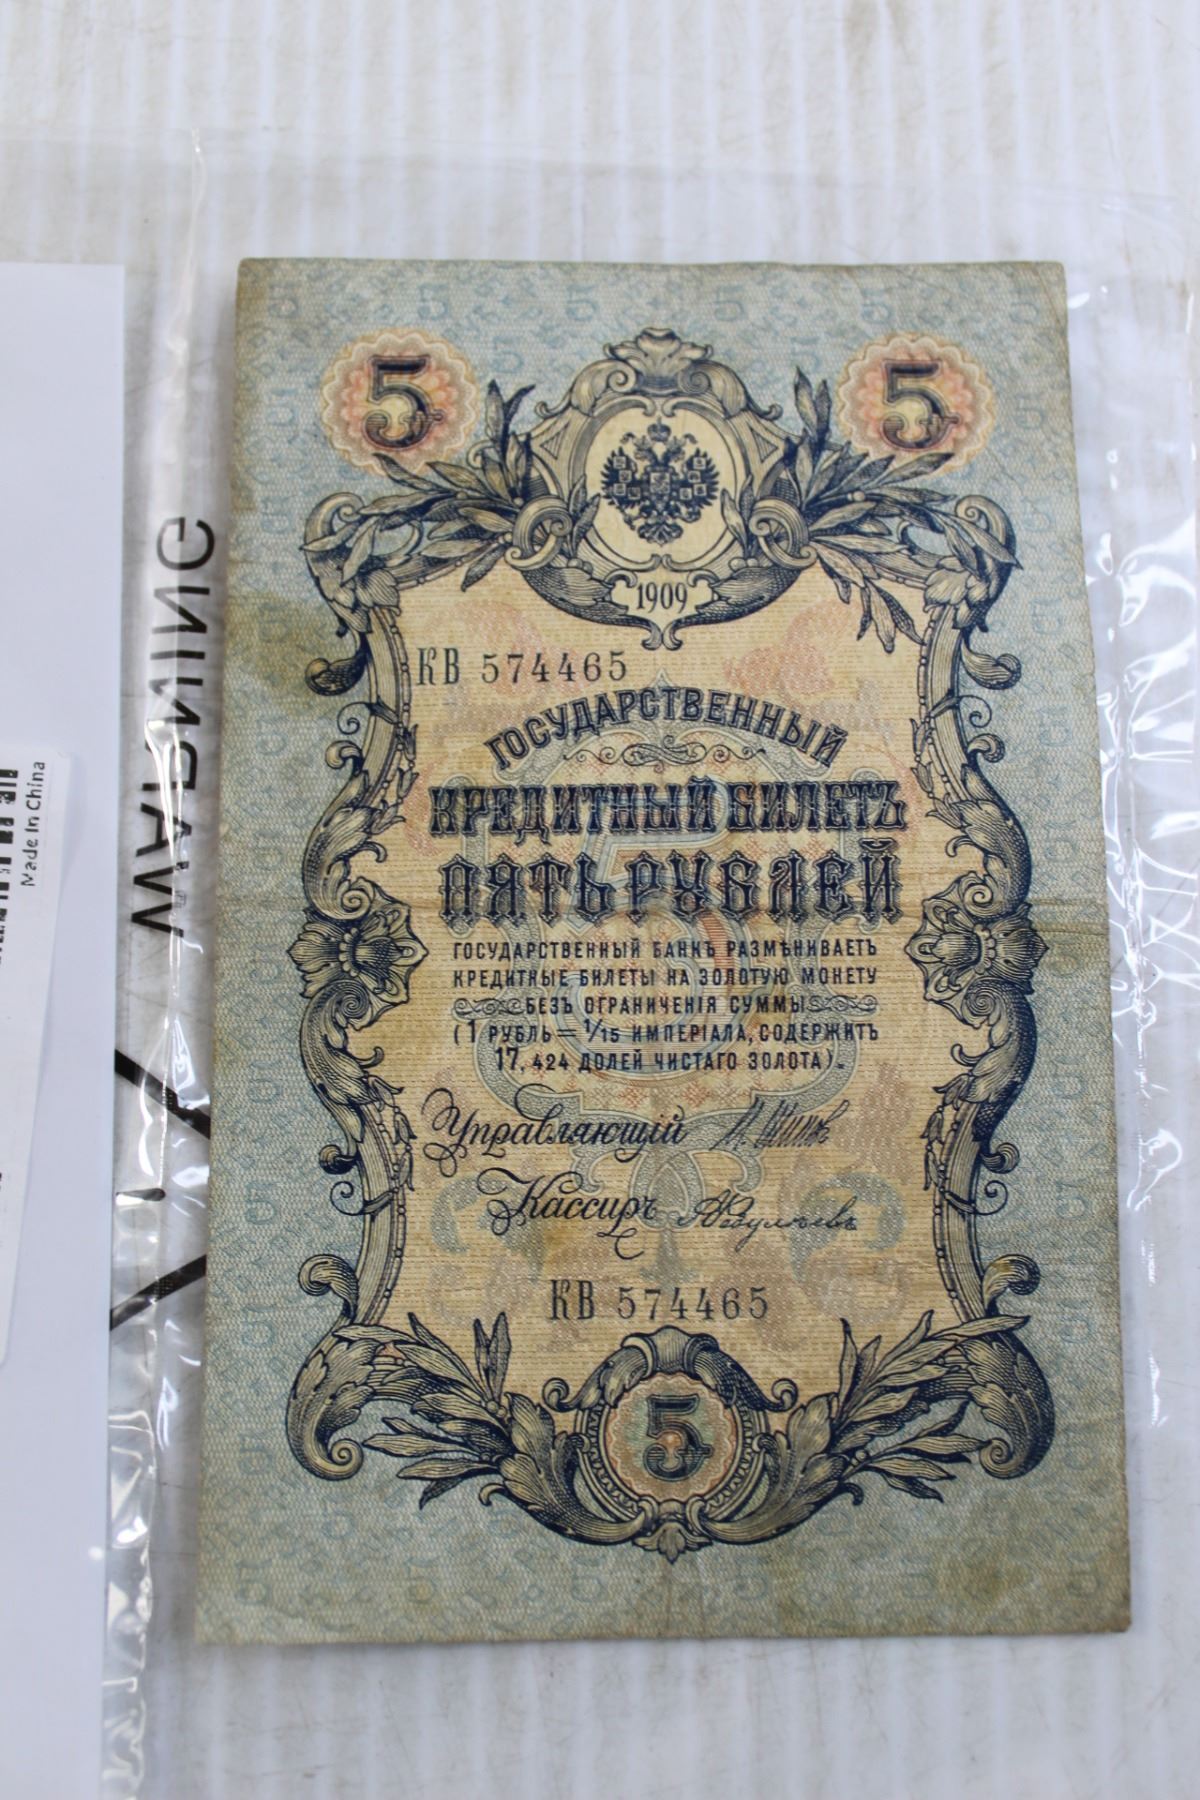 5
5
1909
КВ 574465
ГОСУДАРСТВЕННЫЙ
КРЕДИТНЫЙ БИЛЕТЪ
ПЯТЬ РУБЛЕЙ
ГОСУДАРСТВЕННЫЙ БАНКЪ РАЗМѢНИВАЕТЪ
КРЕДИТНЫЕ БИЛЕТЫ НА ЗОЛОТУЮ МОНЕТУ
БЕЗЪ ОГРАНИЧЕНІЯ СУММЫ
(1 РУБЛЬ = 1/15 ИМПЕРІАЛА, СОДЕРЖИТЪ
17,424 ДОЛЕЙ ЧИСТАГО ЗОЛОТА).
Управляющій И. Шипов
Кассиръ
КВ 574465
5
Made In China